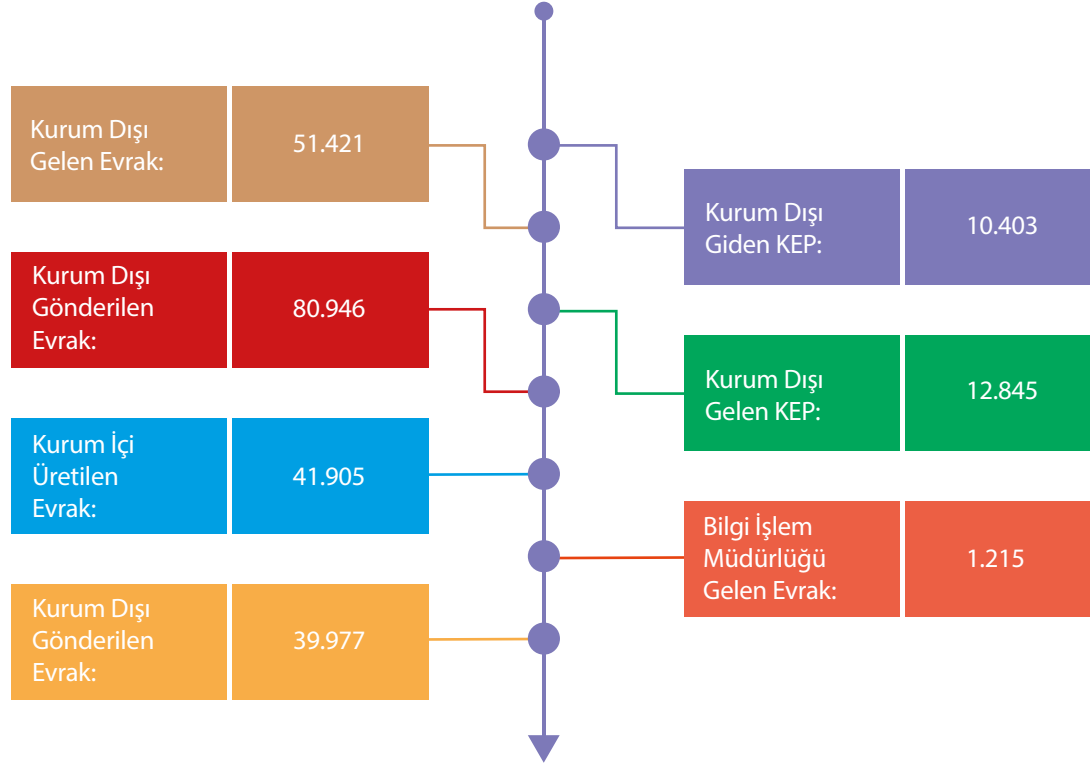 Kurum Dışı
Gelen Evrak:
51.421
Kurum Dışı
Giden KEP:
10.403
Kurum Dışı
Gönderilen
Evrak:
80.946
Kurum Dışı
Gelen KEP:
12.845
Kurum İçi
Üretilen
Evrak:
41.905
Bilgi İşlem
Müdürlüğü
Gelen Evrak:
1.215
Kurum Dışı
Gönderilen
Evrak:
39.977